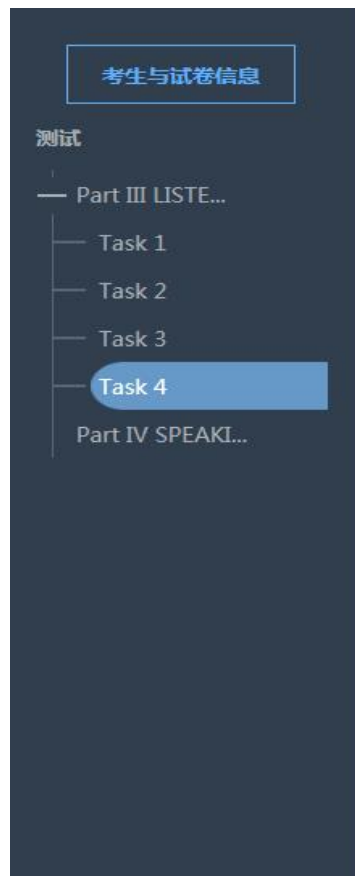 考生与试卷信息
测试
Part III LISTE...
Task 1
Task 2
Task 3
Task 4
Part IV SPEAKI...